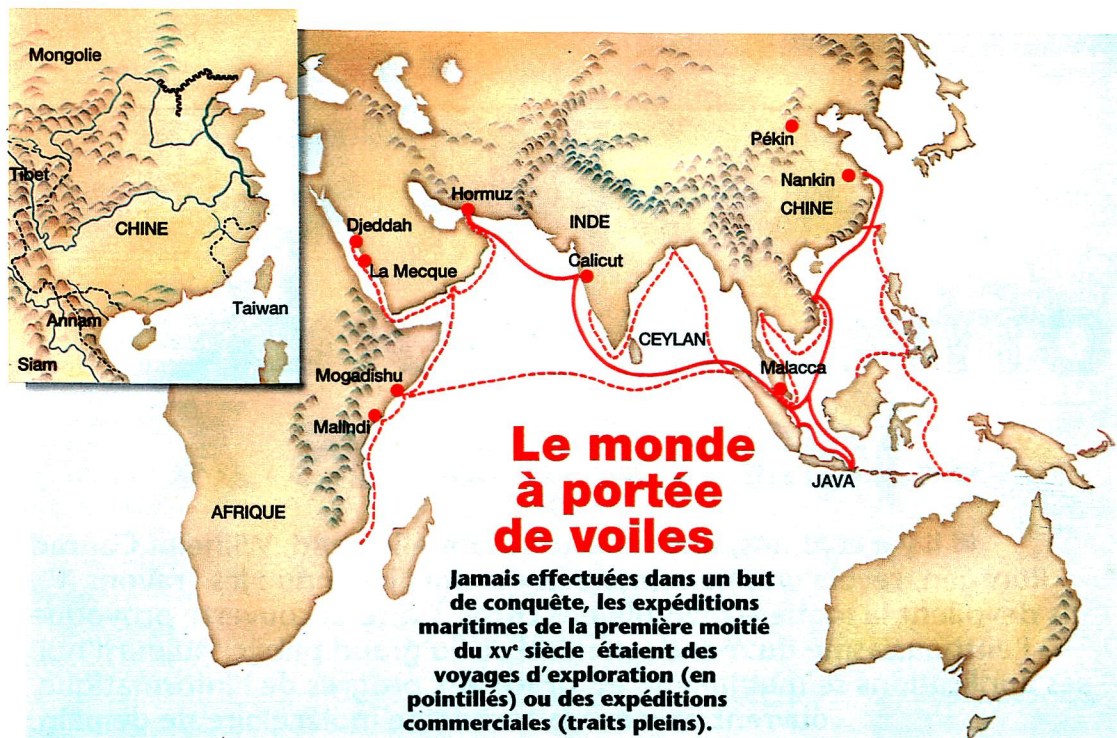 Mongolie
Tibet
CHINE
Annam
Siam
Taiwan
Pékin
Nankin
CHINE
Hormuz
INDE
Djeddah
La Mecque
Calicut
CEYLAN
Malacca
Mogadishu
Malindi
JAVA
AFRIQUE
Le monde
à portée
de voiles
Jamais effectuées dans un but
de conquête, les expéditions
maritimes de la première moitié
du XVe siècle étaient des
voyages d'exploration (en
pointillés) ou des expéditions
commerciales (traits pleins).